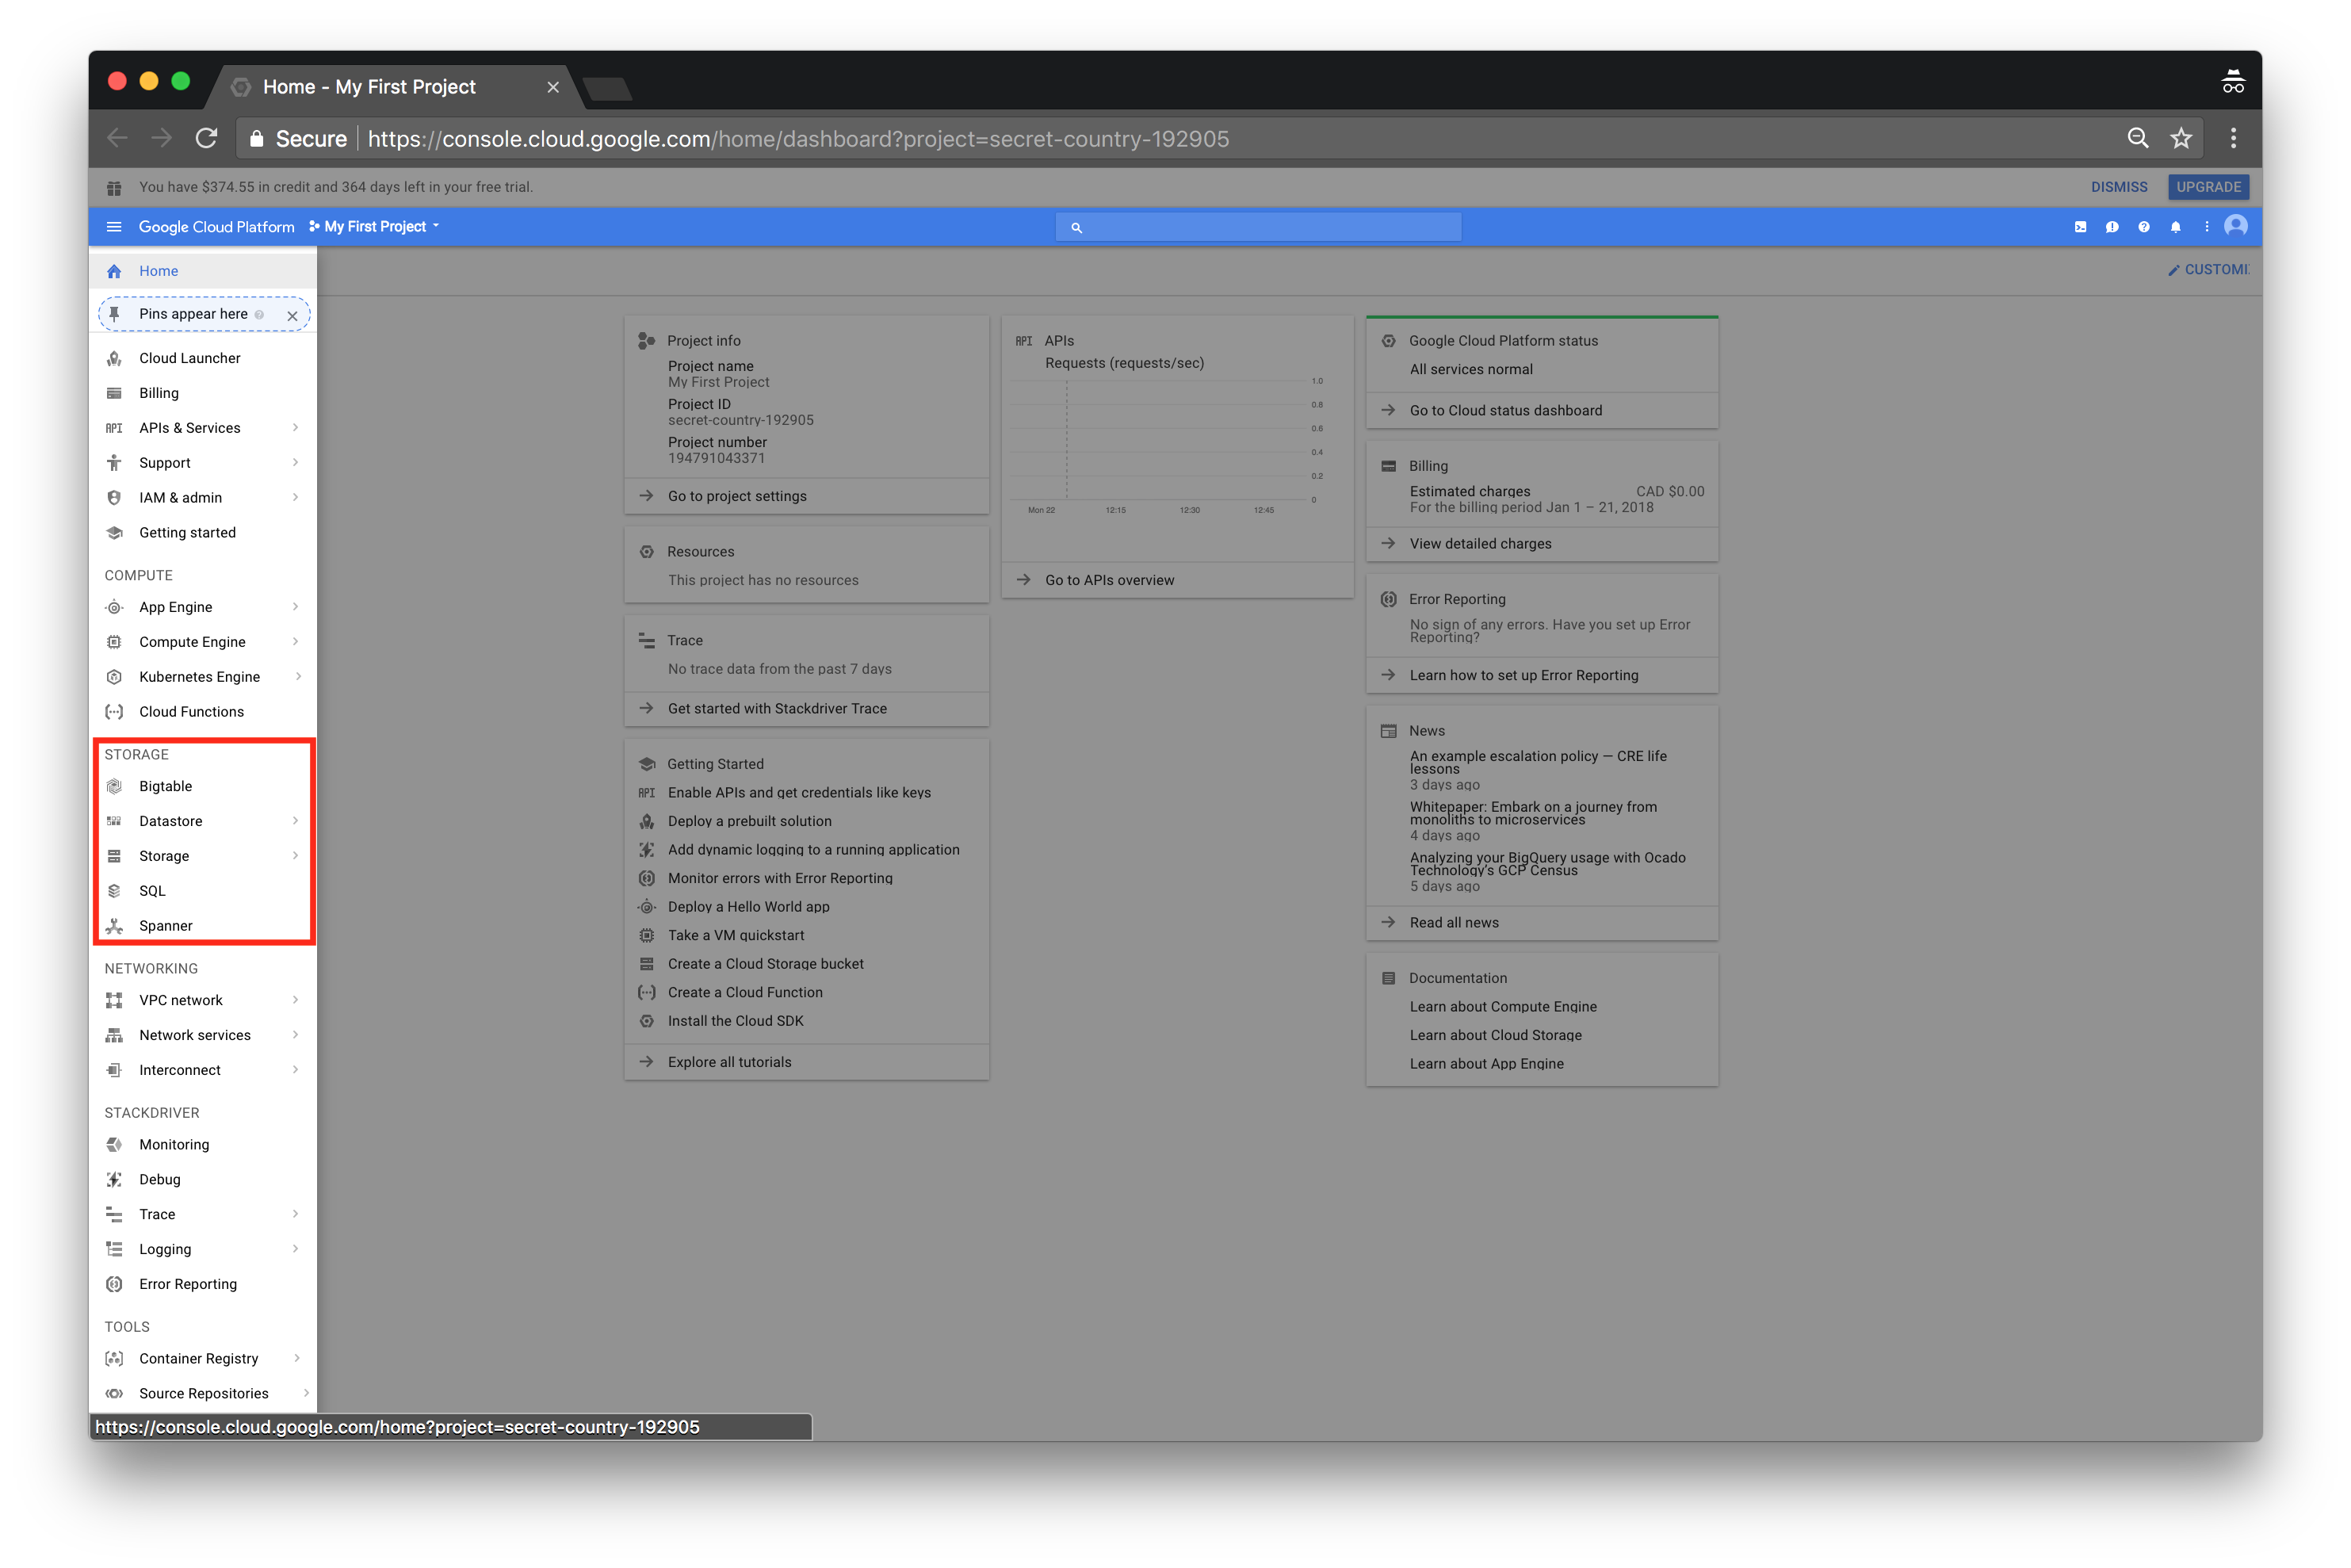 Home - My First Project
Secure https://console.cloud.google.com/home/dashboard?project=secret-country-192905
You have $374.55 in credit and 364 days left in your free trial.
DISMISS
UPGRADE
Google Cloud Platform
My First Project
CUSTOMI
Home
Pins appear here
Cloud Launcher
Billing
API APIs & Services
Support
IAM & admin
Getting started
COMPUTE
App Engine
Compute Engine
Kubernetes Engine
Cloud Functions
STORAGE
Bigtable
Datastore
Storage
SQL
Spanner
NETWORKING
VPC network
Network services
Interconnect
STACKDRIVER
Monitoring
Debug
Trace
Logging
Error Reporting
TOOLS
Container Registry
Source Repositories
https://console.cloud.google.com/home?project=secret-country-192905
Project info
Project name
My First Project
Project ID
secret-country-192905
Project number
194791043371
Go to project settings
Resources
This project has no resources
Trace
No trace data from the past 7 days
Get started with Stackdriver Trace
Getting Started
API Enable APIs and get credentials like keys
Deploy a prebuilt solution
Add dynamic logging to a running application
Monitor errors with Error Reporting
Deploy a Hello World app
Take a VM quickstart
Create a Cloud Storage bucket
Create a Cloud Function
Install the Cloud SDK
Explore all tutorials
API APIs
Requests (requests/sec)
1.0
0.8
0.6
0.4
0.2
0
Mon 22 12:15 12:30 12:45
Go to APIs overview
Google Cloud Platform status
All services normal
Go to Cloud status dashboard
Billing
Estimated charges CAD $0.00
For the billing period Jan 1 – 21, 2018
View detailed charges
Error Reporting
No sign of any errors. Have you set up Error
Reporting?
Learn how to set up Error Reporting
News
An example escalation policy — CRE life
lessons
3 days ago
Whitepaper: Embark on a journey from
monoliths to microservices
4 days ago
Analyzing your BigQuery usage with Ocado
Technology's GCP Census
5 days ago
Read all news
Documentation
Learn about Compute Engine
Learn about Cloud Storage
Learn about App Engine